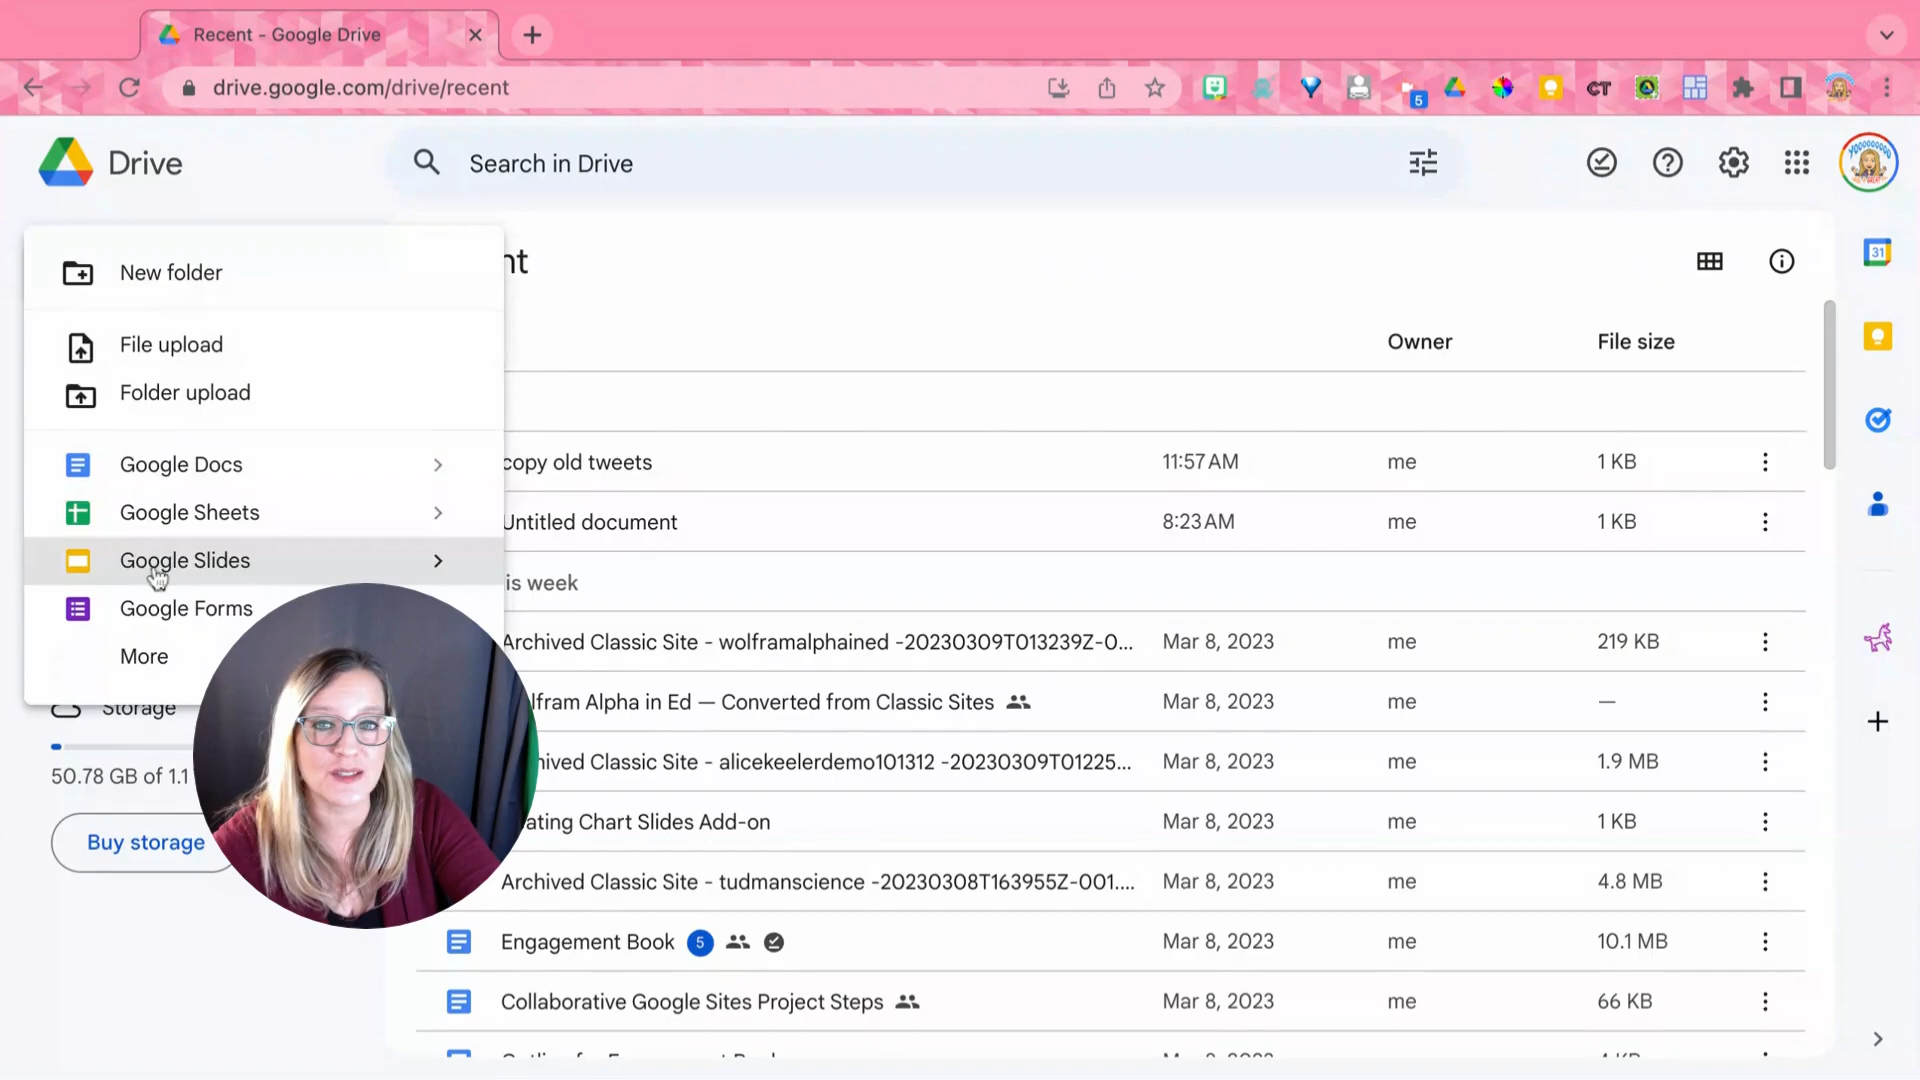 Recent - Google Drive
drive.google.com/drive/recent
5
CT
Drive
Search in Drive
31
New folder
File upload
Folder upload
Google Docs
Google Sheets
Google Slides
Google Forms
More
Storage
50.78 GB of 1.1
Buy storage
nt
Owner File size
copy old tweets 11:57 AM me 1 KB
Untitled document 8:23 AM me 1 KB
is week
Archived Classic Site - wolframalphained -20230309T013239Z-0... Mar 8, 2023 me 219 KB
lfram Alpha in Ed — Converted from Classic Sites Mar 8, 2023 me —
hived Classic Site - alicekeelerdemo101312 -20230309T01225... Mar 8, 2023 me 1.9 MB
ating Chart Slides Add-on Mar 8, 2023 me 1 KB
Archived Classic Site - tudmanscience -20230308T163955Z-001.... Mar 8, 2023 me 4.8 MB
Engagement Book 5 Mar 8, 2023 me 10.1 MB
Collaborative Google Sites Project Steps Mar 8, 2023 me 66 KB